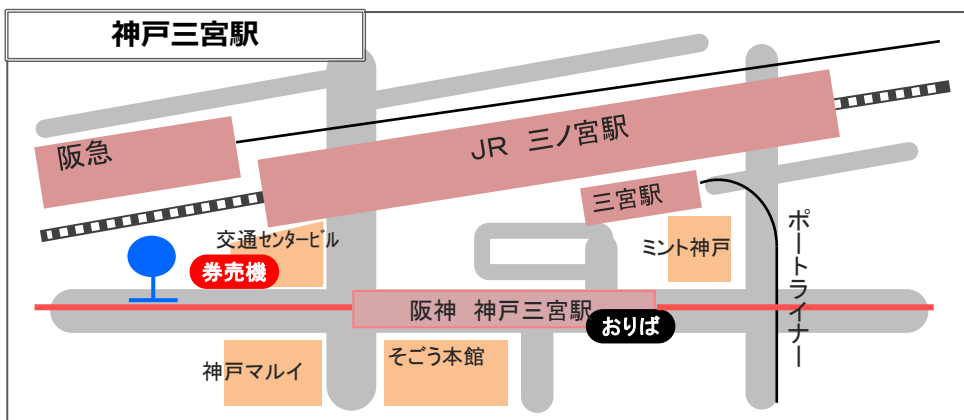 神戸三宮駅
阪急
JR 三ノ宮駅
三宮駅
交通センタービル
ミント神戸
ポートライナー
券売機
阪神 神戸三宮駅
おりば
神戸マルイ
そごう本館